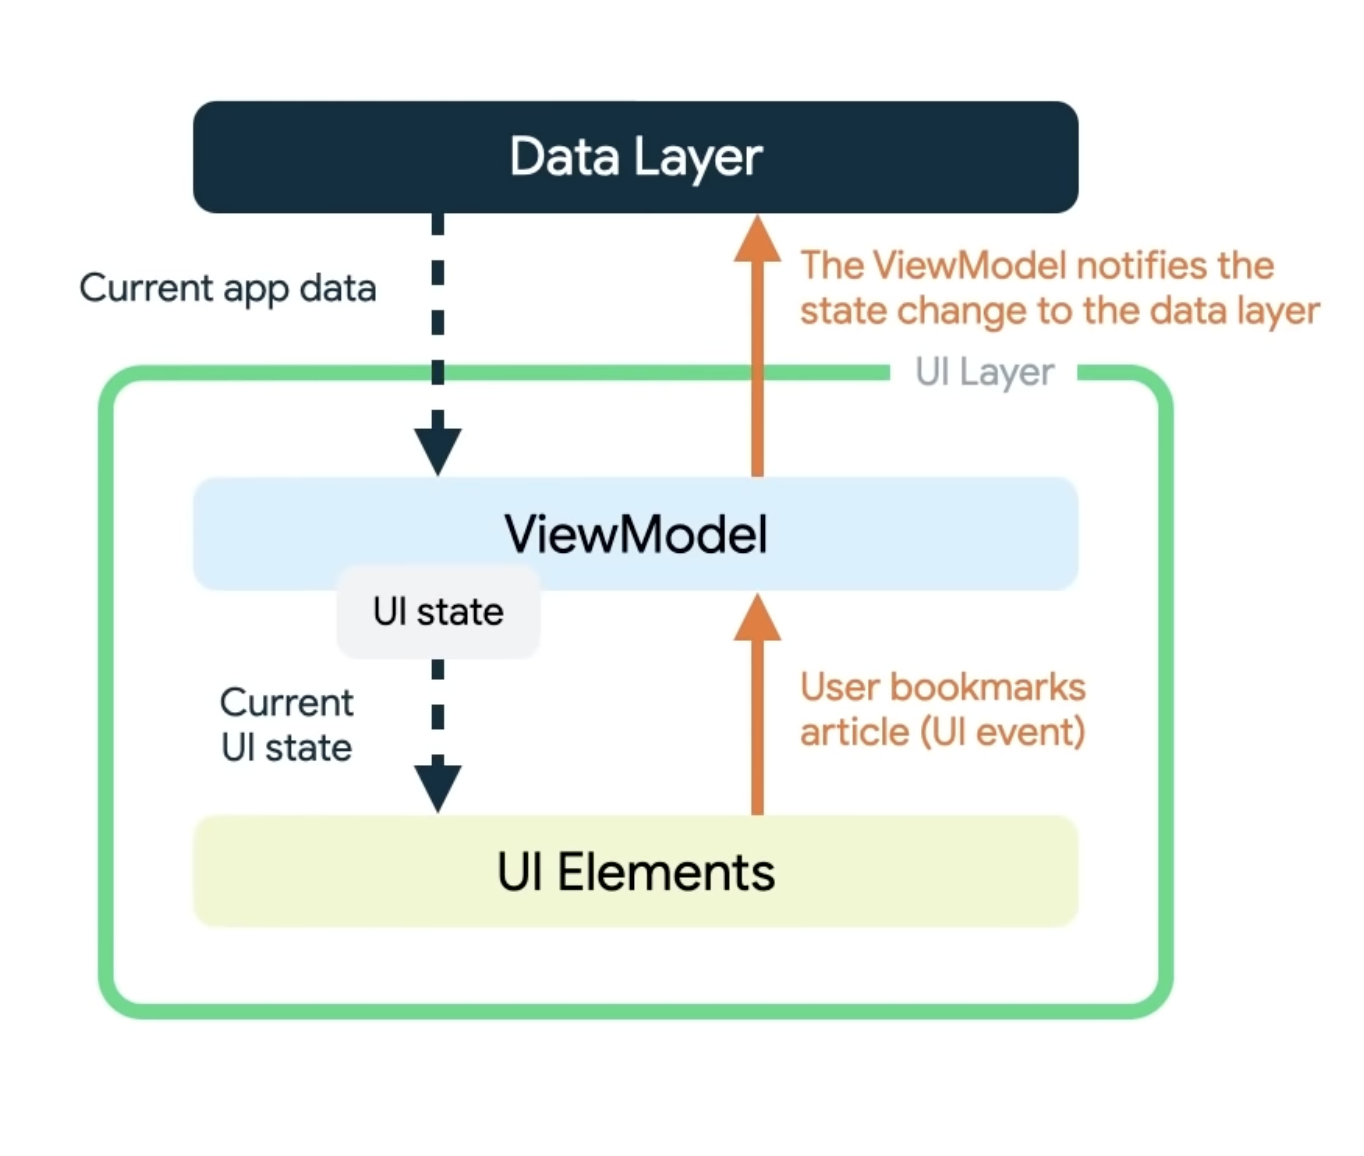 Data Layer
Current app data
The ViewModel notifies the
state change to the data layer
UI Layer
ViewModel
UI state
Current
UI state
User bookmarks
article (UI event)
UI Elements